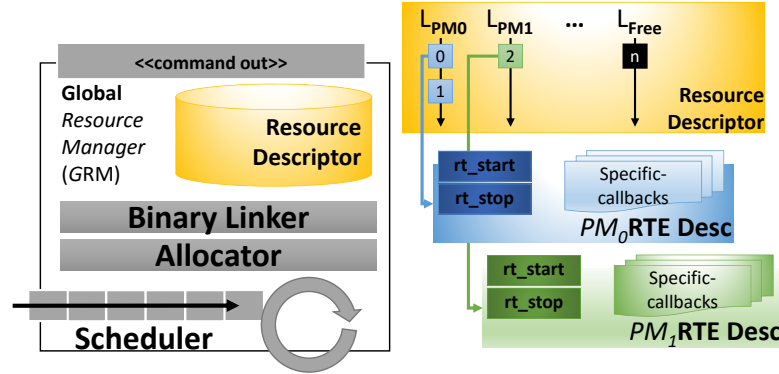 <<command out>>
Global
Resource
Manager
(GRM)
Resource
Descriptor
Binary Linker
Allocator
Scheduler
LPM0 LPM1 ... LFree
0 2 n
1
Resource
Descriptor
rt_start
rt_stop
Specific-
callbacks
PM0RTE Desc
rt_start
rt_stop
Specific-
callbacks
PM1RTE Desc